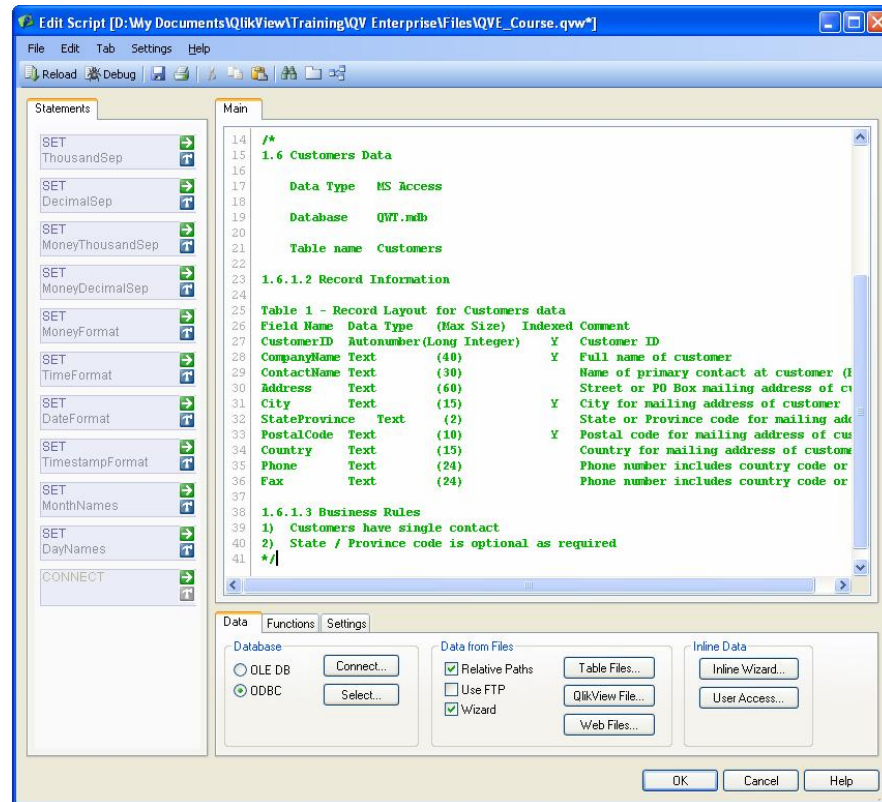 Edit Script [D:\My Documents\QlikView\Training\QV Enterprise\Files\QVE_Course.qvw*]
File Edit Tab Settings Help
Reload Debug
Statements
SET
ThousandSep
SET
DecimalSep
SET
MoneyThousandSep
SET
MoneyDecimalSep
SET
MoneyFormat
SET
TimeFormat
SET
DateFormat
SET
TimestampFormat
SET
MonthNames
SET
DayNames
CONNECT
Main
14 /*
15 1.6 Customers Data
16
17 Data Type MS Access
18
19 Database QWT.mdb
20
21 Table name Customers
22
23 1.6.1.2 Record Information
24
25 Table 1 - Record Layout for Customers data
26 Field Name Data Type (Max Size) Indexed Comment
27 CustomerID Autonumber(Long Integer) Y Customer ID
28 CompanyName Text (40) Y Full name of customer
29 ContactName Text (30) Name of primary contact at customer (
30 Address Text (60) Street or PO Box mailing address of
31 City Text (15) Y City for mailing address of customer
32 StateProvince Text (2) State or Province code for mailing add
33 PostalCode Text (10) Y Postal code for mailing address of cus
34 Country Text (15) Country for mailing address of custome
35 Phone Text (24) Phone number includes country code or
36 Fax Text (24) Phone number includes country code or
37
38 1.6.1.3 Business Rules
39 1) Customers have single contact
40 2) State / Province code is optional as required
41 */
Data Functions Settings
Database
OLE DB Connect...
ODBC Select...
Data from Files
Relative Paths Table Files...
Use FTP QlikView File...
Wizard Web Files...
Inline Data
Inline Wizard...
User Access...
OK Cancel Help